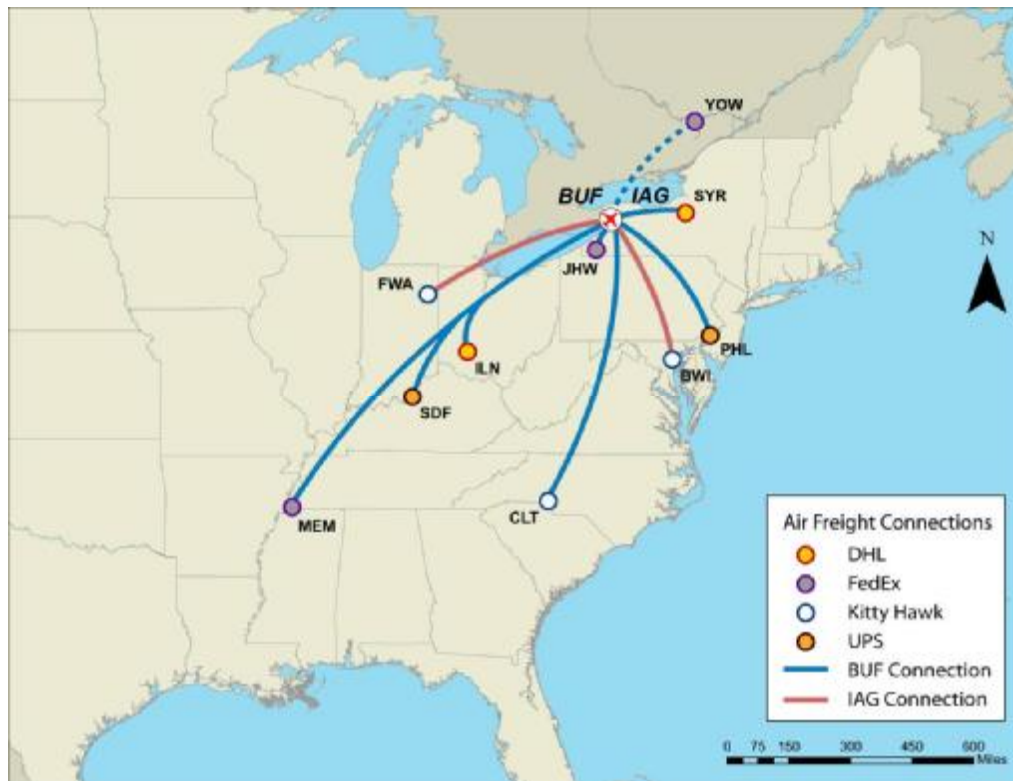 YOW
BUF IAG SYR
JHW
FWA
N
PHL
BWI
ILN
SDF
MEM
CLT
Air Freight Connections
DHL
FedEx
Kitty Hawk
UPS
BUF Connection
IAG Connection
0 75 150 300 450 600
Miles